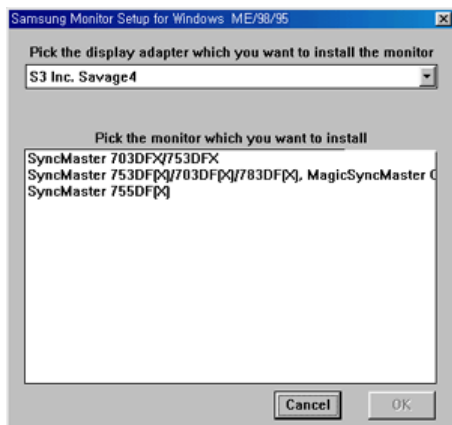 Samsung Monitor Setup for Windows ME/98/95
Pick the display adapter which you want to install the monitor
S3 Inc. Savage4
Pick the monitor which you want to install
SyncMaster 703DFX/753DFX
SyncMaster 753DF[X]/703DF[X]/783DF[X], MagicSyncMaster
SyncMaster 755DF[X]
Cancel
OK